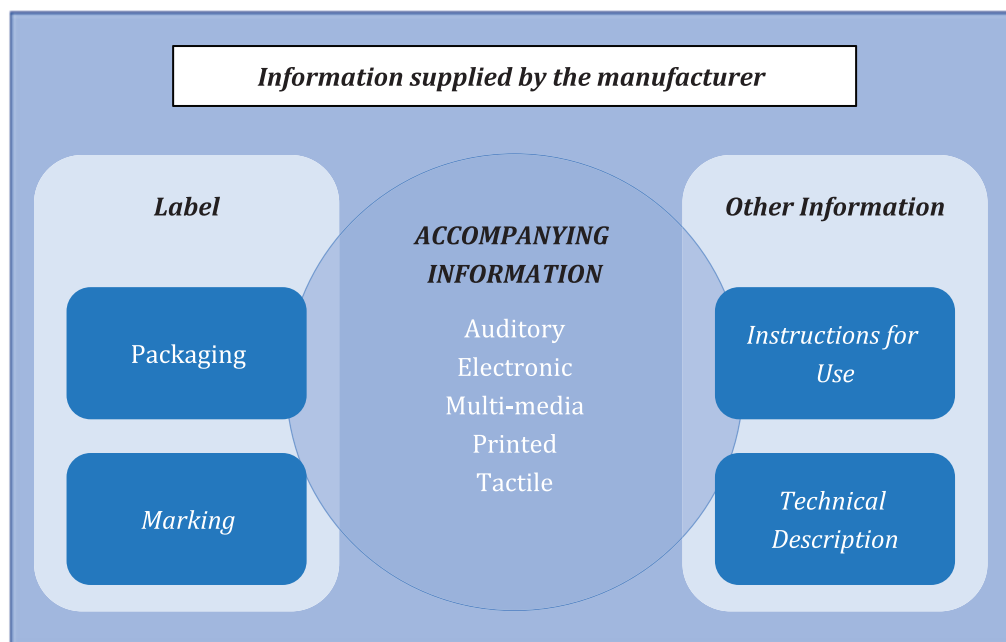 Information supplied by the manufacturer
Label
Packaging
Marking
ACCOMPANYING
INFORMATION
Auditory
Electronic
Multi-media
Printed
Tactile
Other Information
Instructions for
Use
Technical
Description